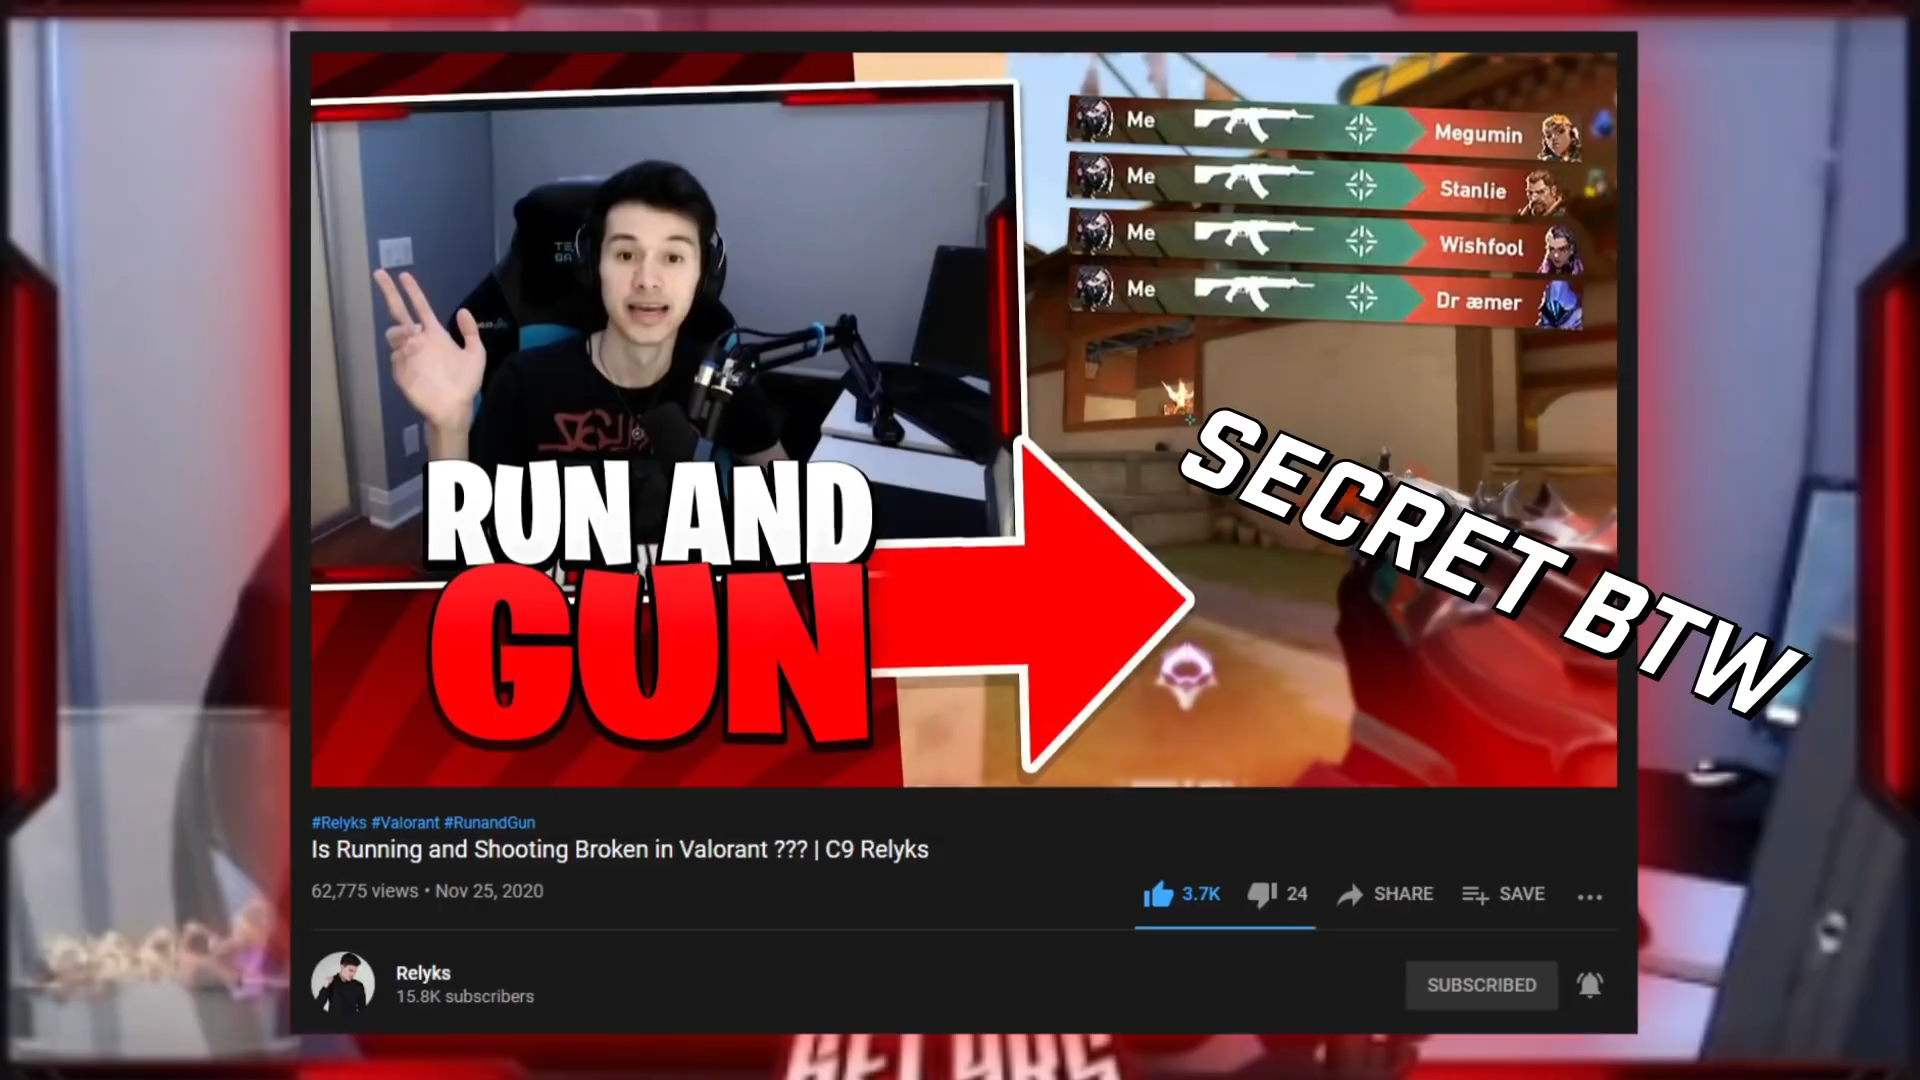 Me Megumin
Me Stanlie
Me Wishfool
Me Dr æmer
RUN AND
GUN
SECRET BTW
#Relyks #Valorant #RunandGun
Is Running and Shooting Broken in Valorant ??? | C9 Relyks
62,775 views • Nov 25, 2020
3.7K 24 SHARE SAVE
Relyks
15.8K subscribers
SUBSCRIBED